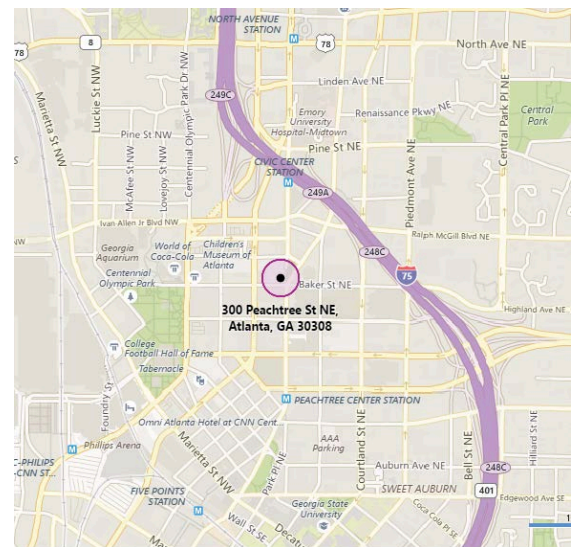 NORTH AVENUE
STATION
M
78
8
78
North Ave NE
Marietta St NW
Luckie St NW
Centennial Olympic Park Dr NW
Linden Ave NE
249C
Emory
University
Hospital-Midtown
Renaissance Pkwy NE
Central
Park
Central Park Pl NE
Piedmont Ave NE
Pine St NW
McAfee St NW
Lovejoy St NW
Pine St NE
CIVIC CENTER
STATION
M
249A
Ivan Allen Jr Blvd NW
Ralph McGill Blvd NE
NW
Georgia
Aquarium
World of
Coca-Cola
Children's
Museum of
Atlanta
248C
75
Centennial
Olympic Park
Baker St NE
300 Peachtree St NE,
Atlanta, GA 30308
Highland Ave NE
College
Football Hall of Fame
Tabernacle
Foundry St
M PEACHTREE CENTER STATION
Omni Atlanta Hotel at CNN Cent...
Marietta St NW
Phillips Arena
M
AAA
Parking
Courtland St NE
Bell St NE
Hilliard St NE
C-PHILIPS
-CNN ST...
Park Pl NE
Auburn Ave NE
248C
SWEET AUBURN
401
FIVE POINTS
STATION
M
Georgia State
University
Edgewood Ave SE
Wall St SE
Decatu
Coca Cola Pl SE
1